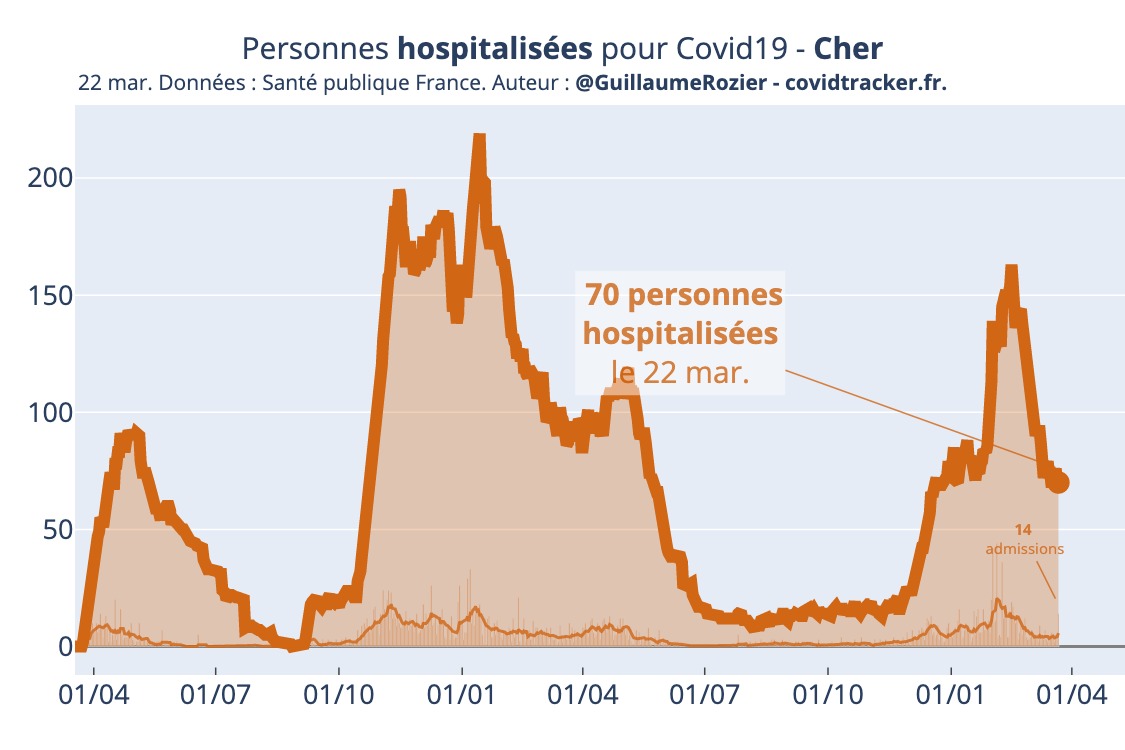 Personnes hospitalisées pour Covid19 - Cher
22 mar. Données : Santé publique France. Auteur : @GuillaumeRozier - covidtracker.fr.
200
150
100
50
0
70 personnes
hospitalisées
le 22 mar.
14
admissions
01/04
01/07
01/10
01/01
01/04
01/07
01/10
01/01
01/04